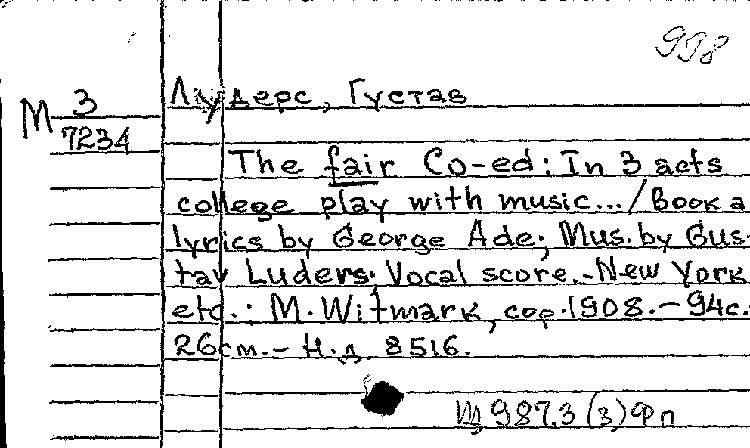 998
М 3
7234
Лудерс, Густав
The fair Co-ed: In 3 acts
college play with music... / Book a
lyrics by George Ade; Mus. by Gus-
tav Luders. Vocal score. - New York
etc.: M. Witmark, cop. 1908. - 94с.
26см. - Н.д. 8516.
Щ 987.3 (3) Фп